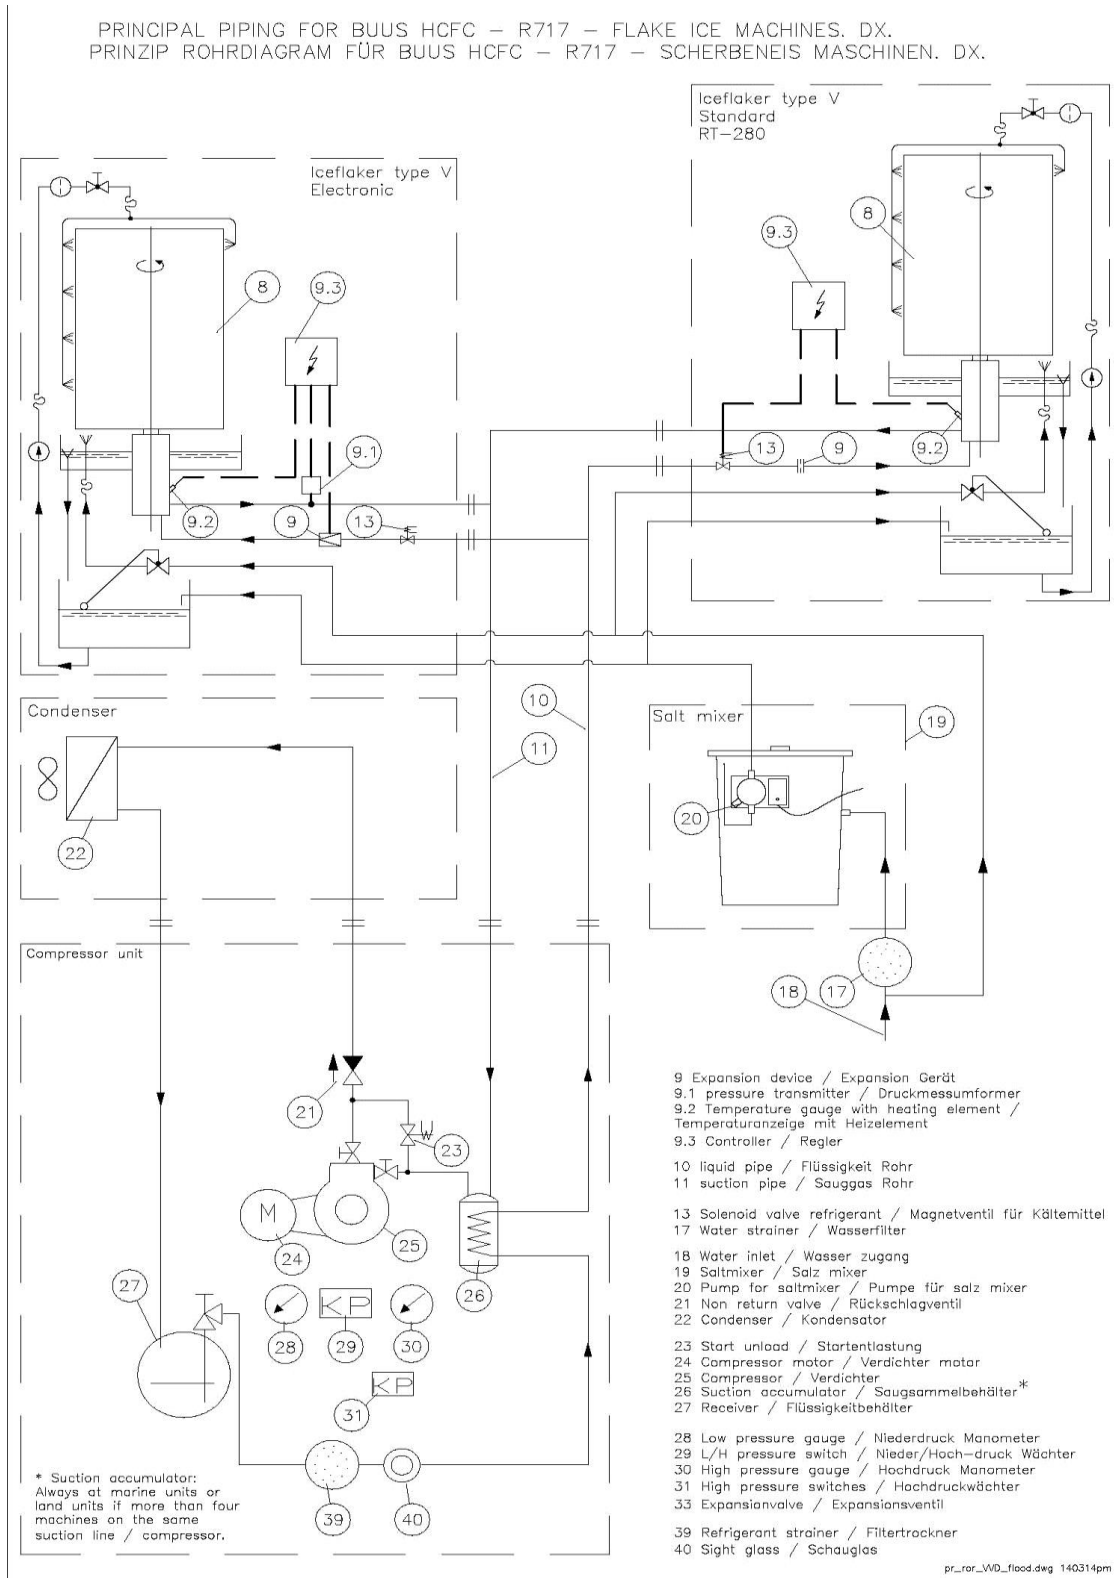 PRINCIPAL PIPING FOR BUUS HCFC – R717 – FLAKE ICE MACHINES. DX.
PRINZIP ROHRDIAGRAM FÜR BUUS HCFC – R717 – SCHERBENEIS MASCHINEN. DX.
Iceflaker type V
Standard
RT-280
Iceflaker type V
Electronic
8
9.3
9.1
9.2
9
13
8
9.3
13
9
9.2
Condenser
22
10
11
Salt mixer
19
20
18
17
Compressor unit
21
23
M
24
25
26
27
28
KP
29
30
KP
31
39
40
* Suction accumulator:
Always at marine units or
land units if more than four
machines on the same
suction line / compressor.
9 Expansion device / Expansion Gerät
9.1 pressure transmitter / Druckmessumformer
9.2 Temperature gauge with heating element /
Temperaturanzeige mit Heizelement
9.3 Controller / Regler
10 liquid pipe / Flüssigkeit Rohr
11 suction pipe / Sauggas Rohr
13 Solenoid valve refrigerant / Magnetventil für Kältemittel
17 Water strainer / Wasserfilter
18 Water inlet / Wasser zugang
19 Saltmixer / Salz mixer
20 Pump for saltmixer / Pumpe für salz mixer
21 Non return valve / Rückschlagventil
22 Condenser / Kondensator
23 Start unload / Startentlastung
24 Compressor motor / Verdichter motor
25 Compressor / Verdichter
26 Suction accumulator / Saugsammelbehälter*
27 Receiver / Flüssigkeitbehälter
28 Low pressure gauge / Niederdruck Manometer
29 L/H pressure switch / Nieder/Hoch-druck Wächter
30 High pressure gauge / Hochdruck Manometer
31 High pressure switches / Hochdruckwächter
33 Expansionvalve / Expansionsventil
39 Refrigerant strainer / Filtertrockner
40 Sight glass / Schauglas
pr_ror_VVD_flood.dwg 140314pm